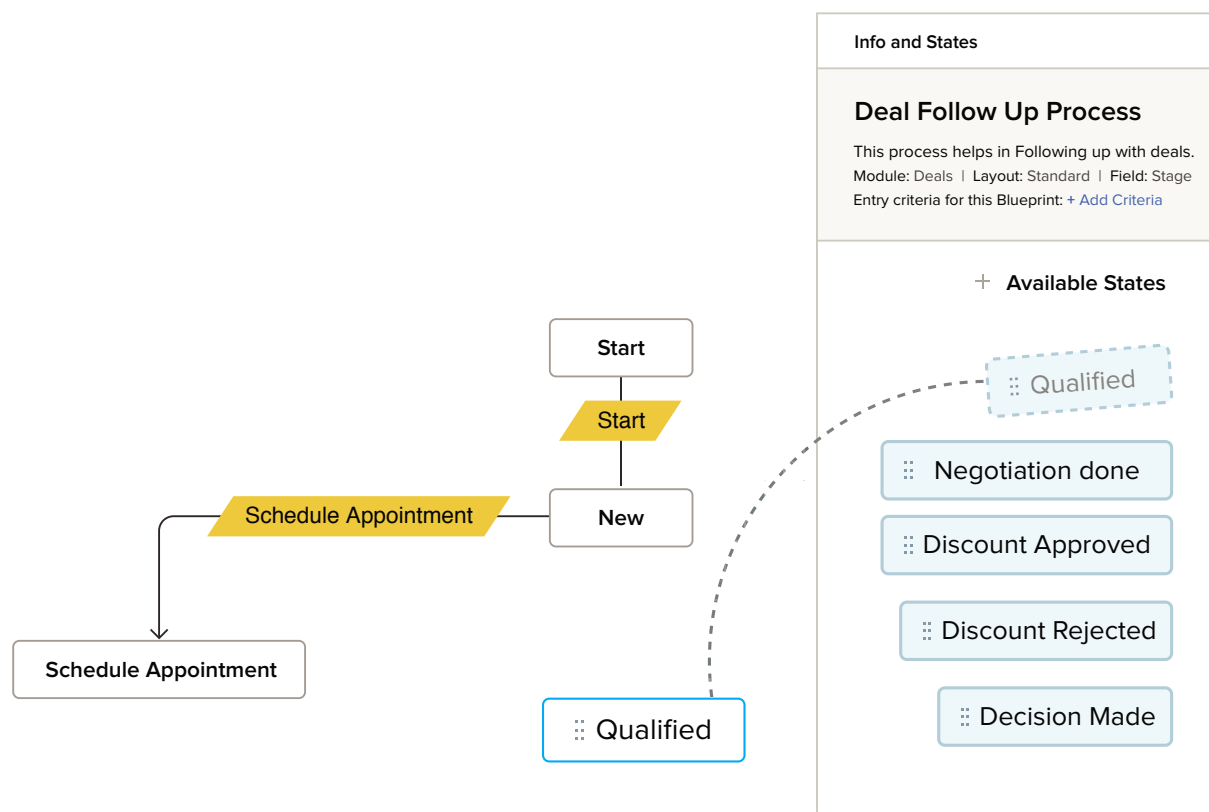 Info and States
Deal Follow Up Process
This process helps in Following up with deals.
Module: Deals | Layout: Standard | Field: Stage
Entry criteria for this Blueprint: + Add Criteria
+ Available States
Qualified
Negotiation done
Discount Approved
Discount Rejected
Decision Made
Start
Start
New
Schedule Appointment
Schedule Appointment
Qualified